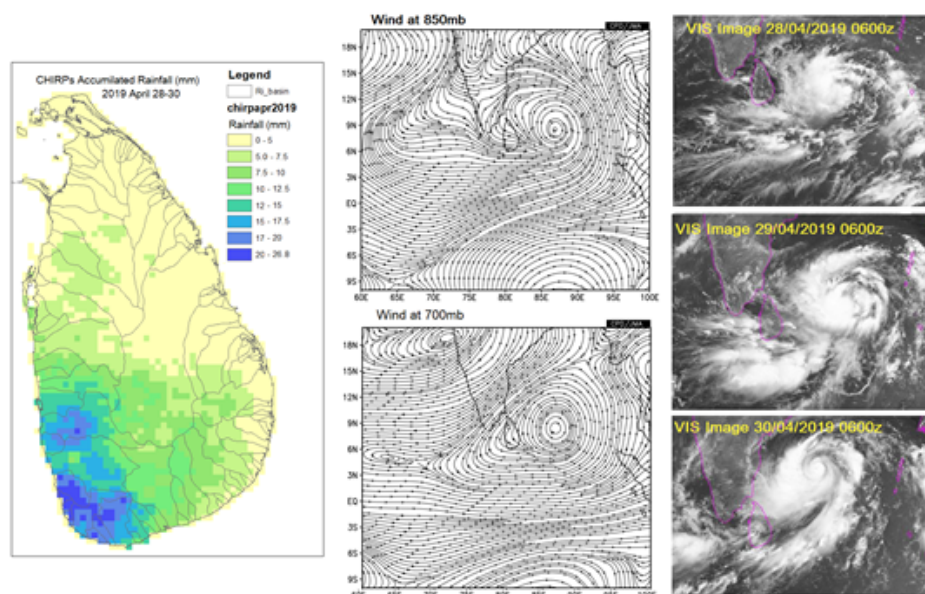 CHIRPs Accumilated Rainfall (mm)
2019 April 28-30
Legend
Ri_basin
chirpapr2019
Rainfall (mm)
0 - 5
5.0 - 7.5
7.5 - 10
10 - 12.5
12 - 15
15 - 17.5
17 - 20
20 - 26.8
Wind at 850mb
CPD/JMA
18N
15N
12N
9N
6N
3N
EQ
3S
6S
9S
60E
65E
70E
75E
80E
85E
90E
95E
100E
Wind at 700mb
CPD/JMA
18N
15N
12N
9N
6N
3N
EQ
3S
6S
9S
VIS Image 28/04/2019 0600z
VIS Image 29/04/2019 0600z
VIS Image 30/04/2019 0600z